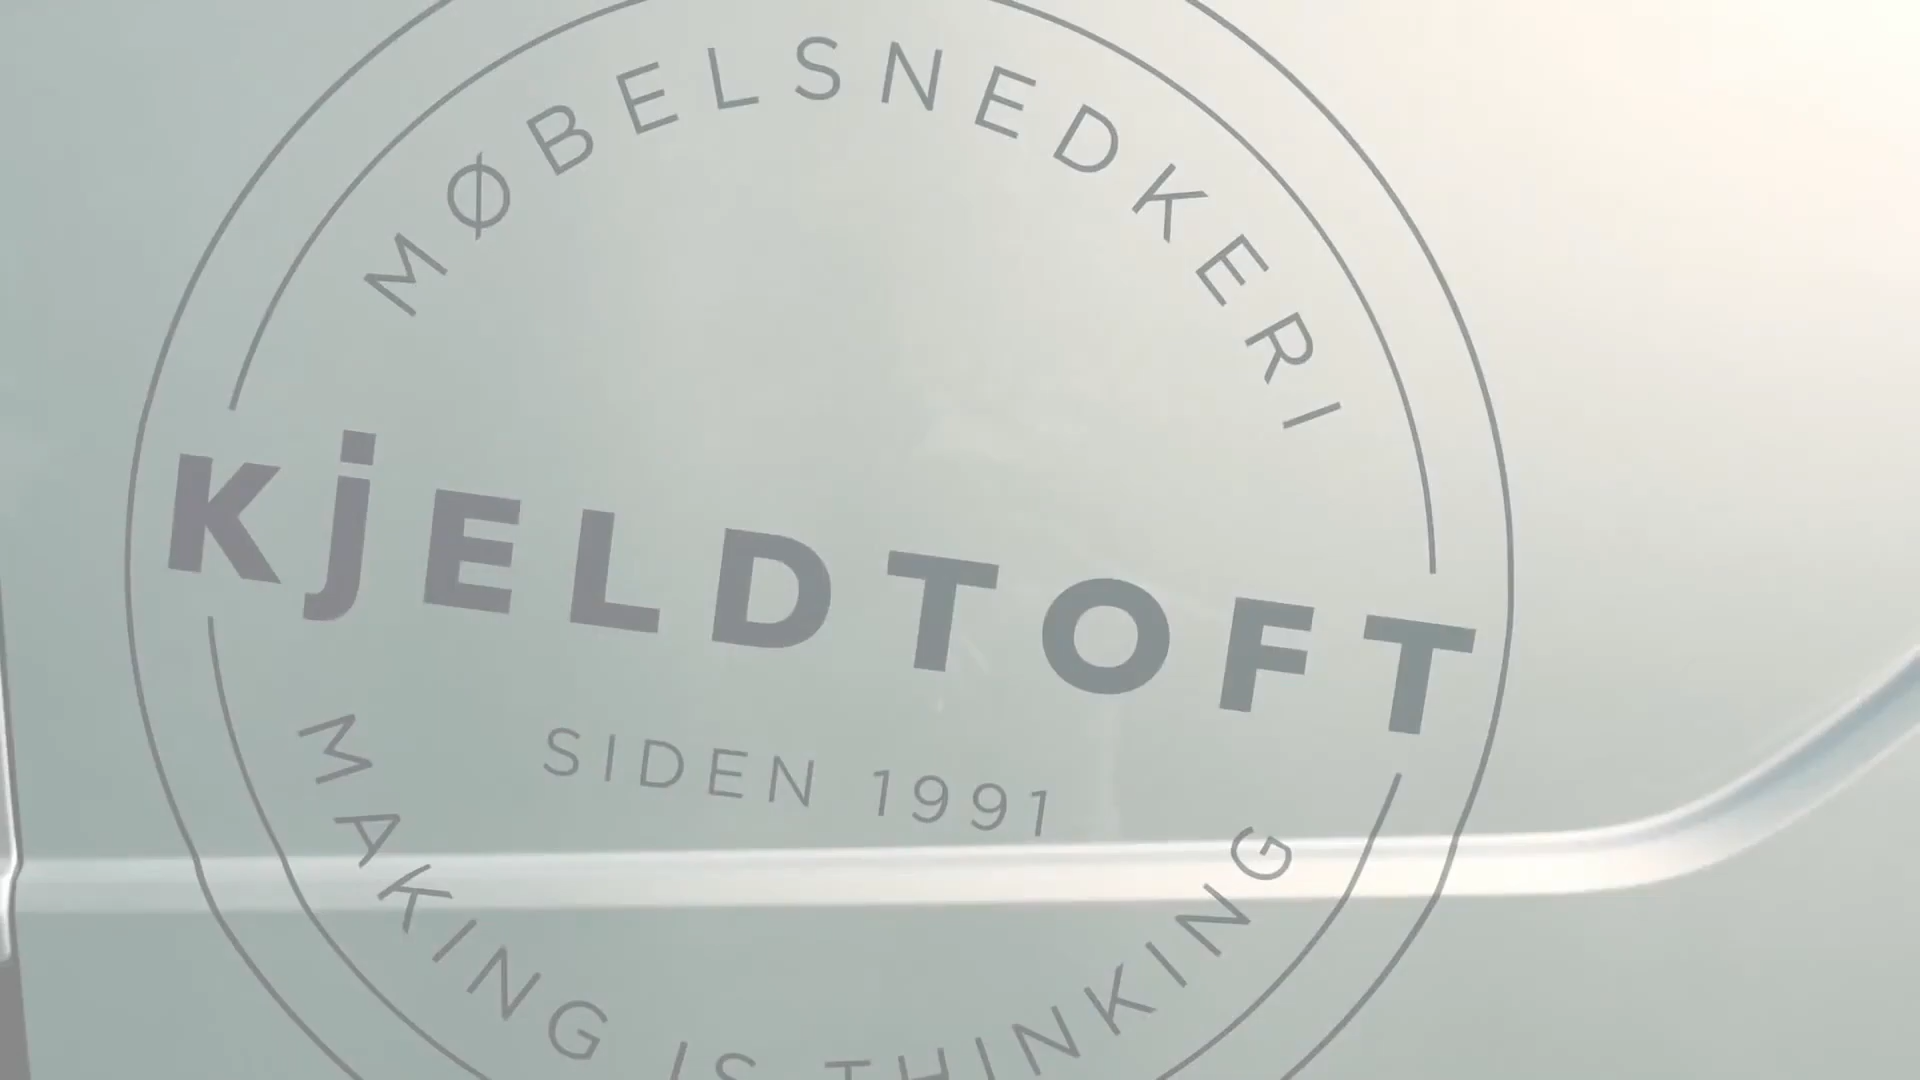 MØBELSNEDKERI
KjELDTOFT
SIDEN 1991
MAKING IS THINKING